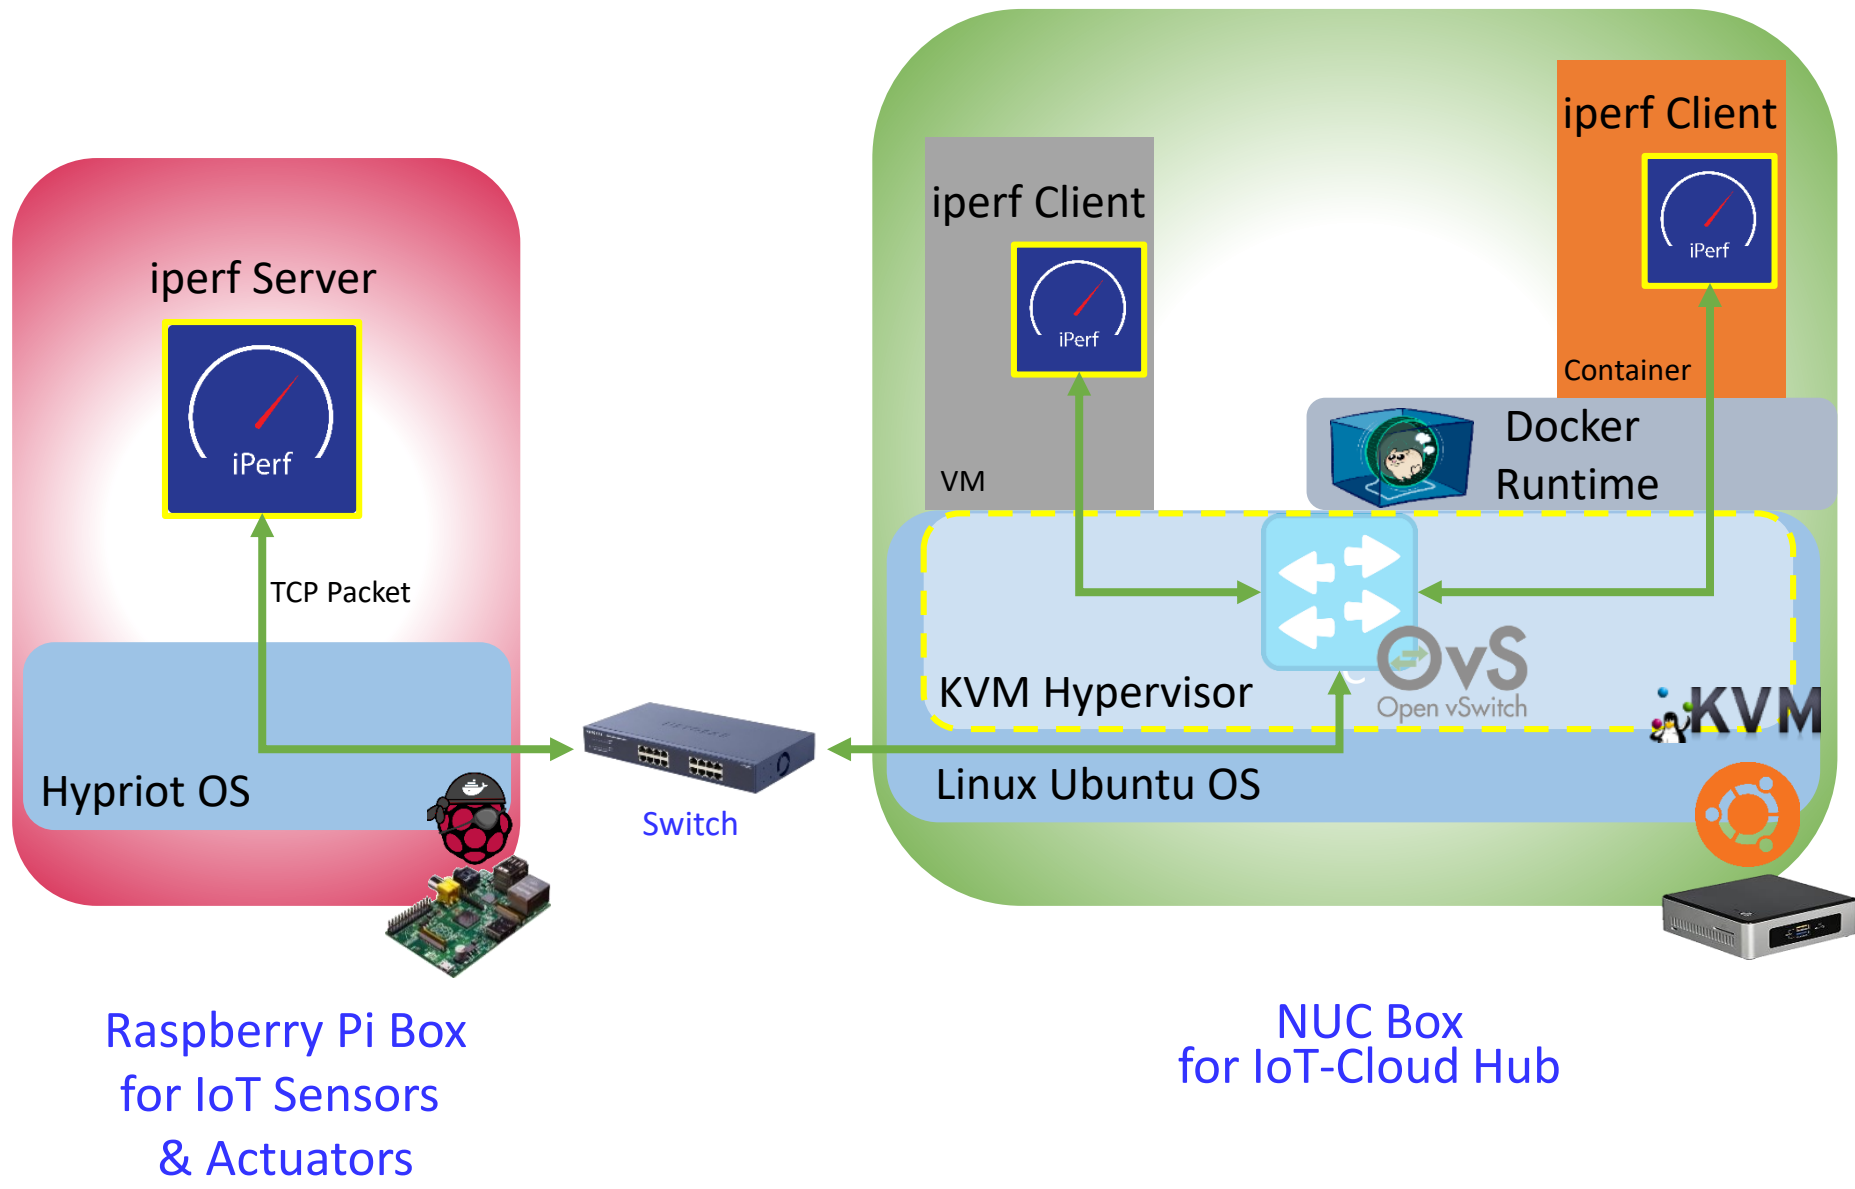 iperf Server
iPerf
TCP Packet
Hypriot OS
Raspberry Pi Box
for IoT Sensors
& Actuators
Switch
iperf Client
iPerf
VM
iperf Client
iPerf
Container
Docker
Runtime
KVM Hypervisor
C
OvS
Open vSwitch
KVM
Linux Ubuntu OS
NUC Box
for IoT-Cloud Hub